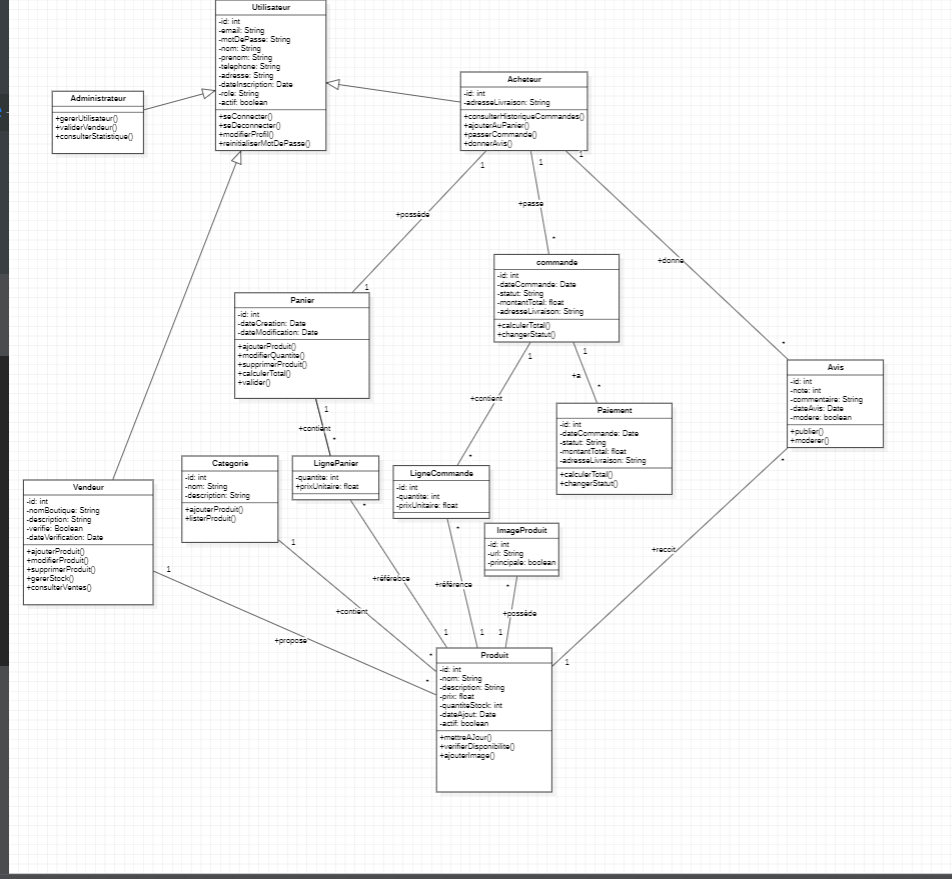 Utilisateur
-id: int
-email: String
-motDePasse: String
-nom: String
-prenom: String
-telephone: String
-adresse: String
-dateInscription: Date
-role: String
-actif: boolean
+seConnecter()
+seDeconnecter()
+modifierProfil()
+reinitialiserMotDePasse()
Administrateur
+gererUtilisateur()
+validerVendeur()
+consulterStatistique()
Acheteur
-id: int
-adresseLivraison: String
+consulterHistoriqueCommandes()
+ajouterAuPanier()
+passerCommande()
+donnerAvis()
1
1
1
+possède
+passe
+donne
1
*
*
commande
-id: int
-dateCommande: Date
-statut: String
-montantTotal: float
-adresseLivraison: String
+calculerTotal()
+changerStatut()
Panier
-id: int
-dateCreation: Date
-dateModification: Date
+ajouterProduit()
+modifierQuantite()
+supprimerProduit()
+calculerTotal()
+valider()
1
1
+a
*
+contient
*
Avis
-id: int
-note: int
-commentaire: String
-dateAvis: Date
-modere: boolean
+publier()
+moderer()
*
1
+contient
*
Paiement
-id: int
-dateCommande: Date
-statut: String
-montantTotal: float
-adresseLivraison: String
+calculerTotal()
+changerStatut()
Categorie
-id: int
-nom: String
-description: String
+ajouterProduit()
+listerProduit()
LignePanier
-quantite: int
+prixUnitaire: float
LigneCommande
-id: int
-quantite: int
-prixUnitaire: float
Vendeur
-id: int
-nomBoutique: String
-description: String
-verifie: Boolean
-dateVerification: Date
+ajouterProduit()
+modifierProduit()
+supprimerProduit()
+gererStock()
+consulterVentes()
ImageProduit
-id: int
-url: String
-principale: boolean
*
*
*
1
1
+référence
+référence
+possède
+recoit
+contient
+propose
1
1
1
1
*
*
Produit
-id: int
-nom: String
-description: String
-prix: float
-quantiteStock: int
-dateAjout: Date
-actif: boolean
+mettreAJour()
+verifierDisponibilite()
+ajouterImage()